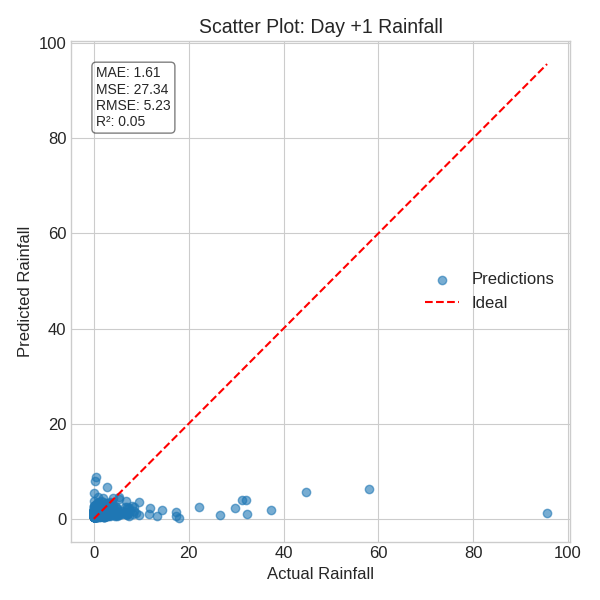 Scatter Plot: Day +1 Rainfall
100
MAE: 1.61
MSE: 27.34
RMSE: 5.23
R²: 0.05
80
60
Predicted Rainfall
Predictions
Ideal
40
20
0
0 20 40 60 80 100
Actual Rainfall